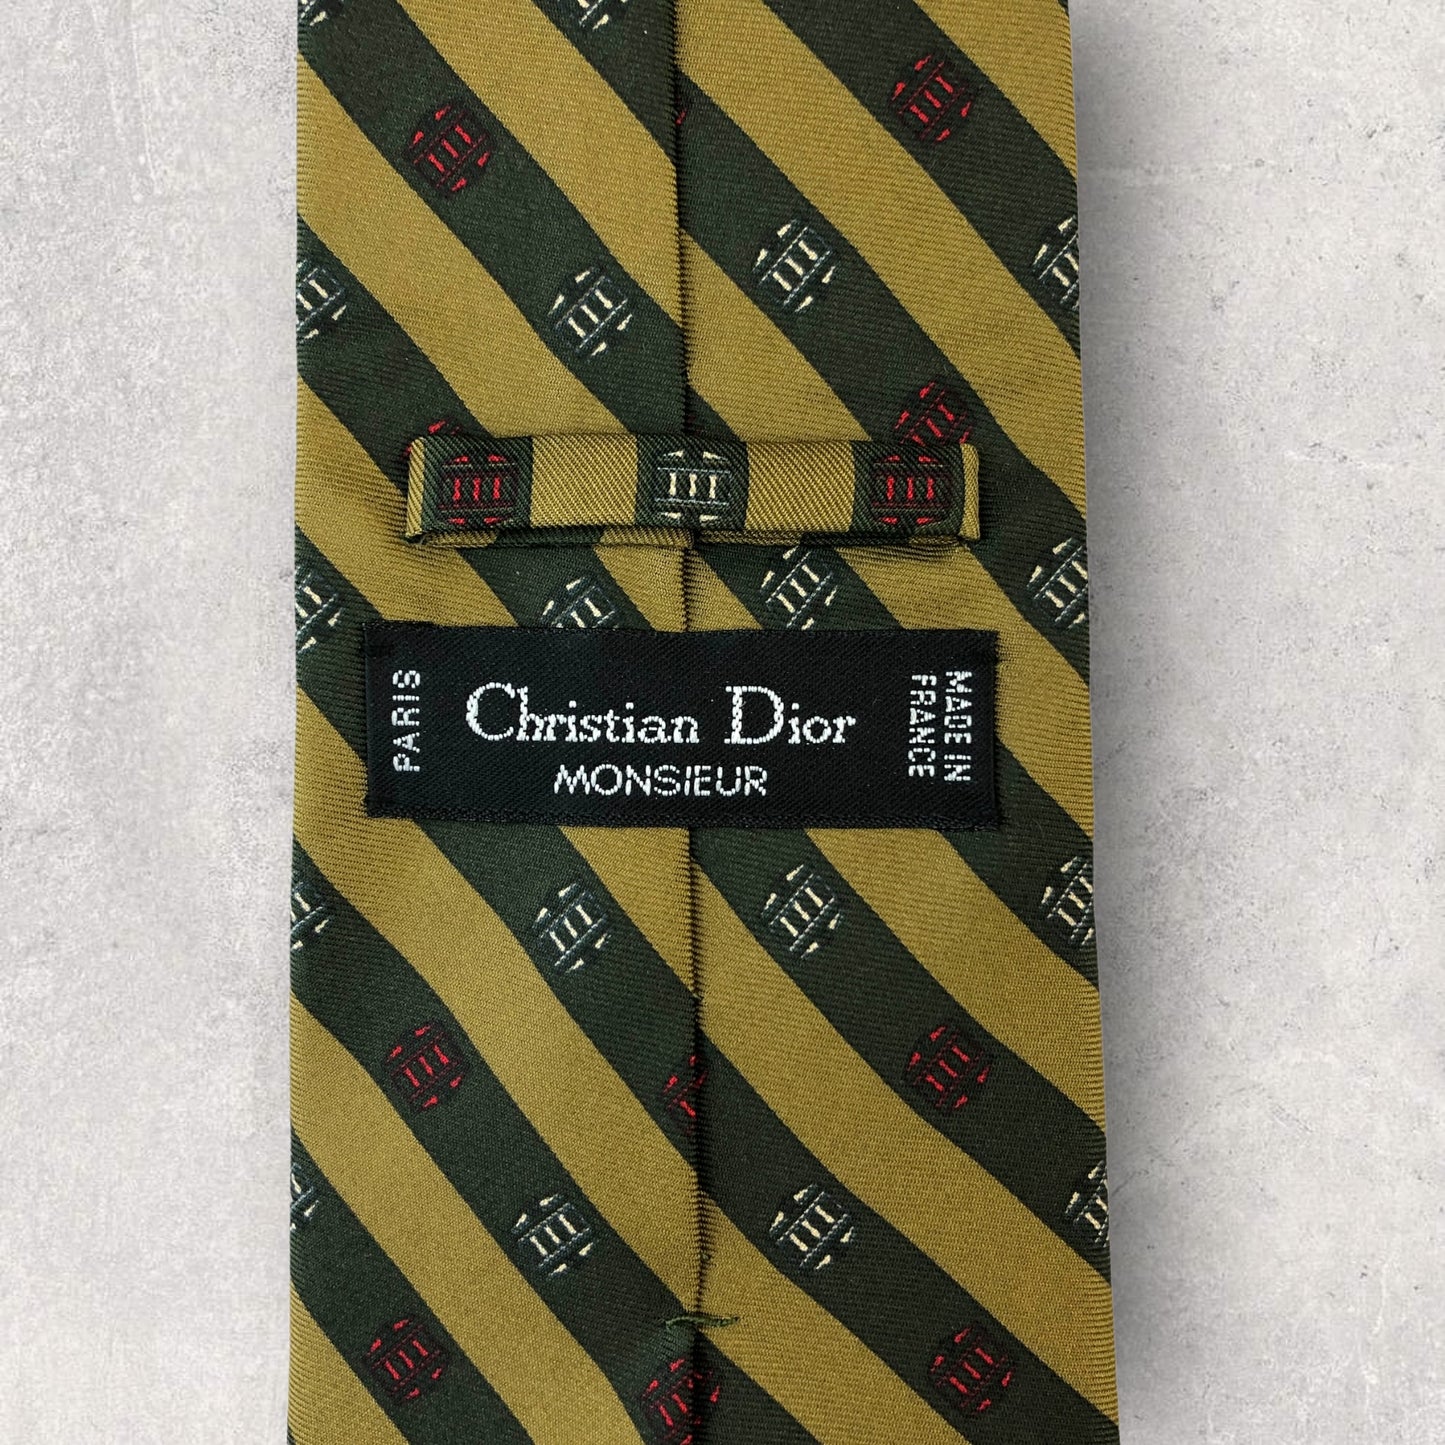 PARIS
Christian Dior
MONSIEUR
MADE IN
FRANCE